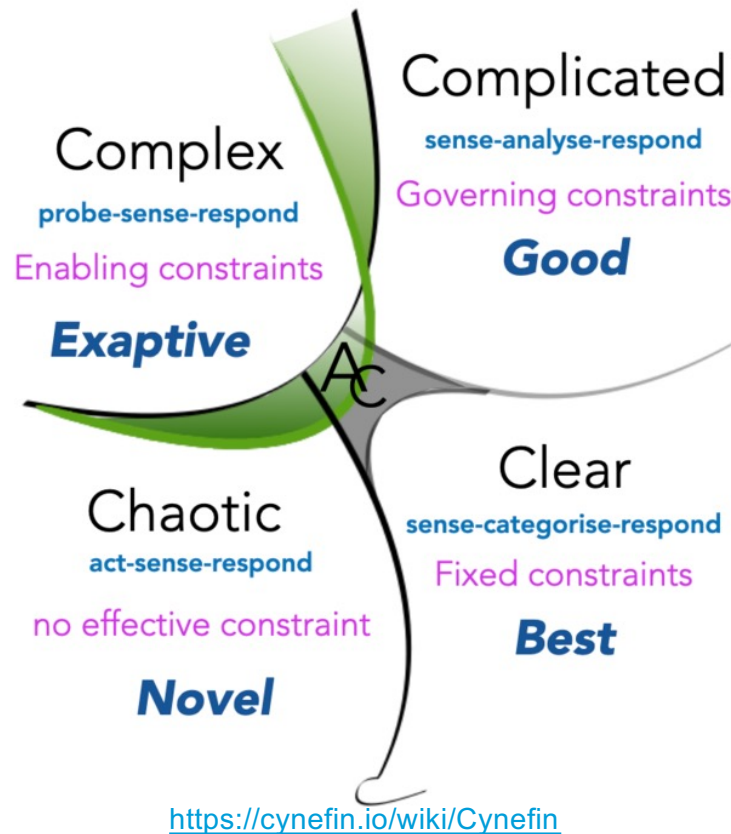 Complex
probe-sense-respond
Enabling constraints
Exaptive
Complicated
sense-analyse-respond
Governing constraints
Good
A
C
Chaotic
act-sense-respond
no effective constraint
Novel
Clear
sense-categorise-respond
Fixed constraints
Best
https://cynefin.io/wiki/Cynefin